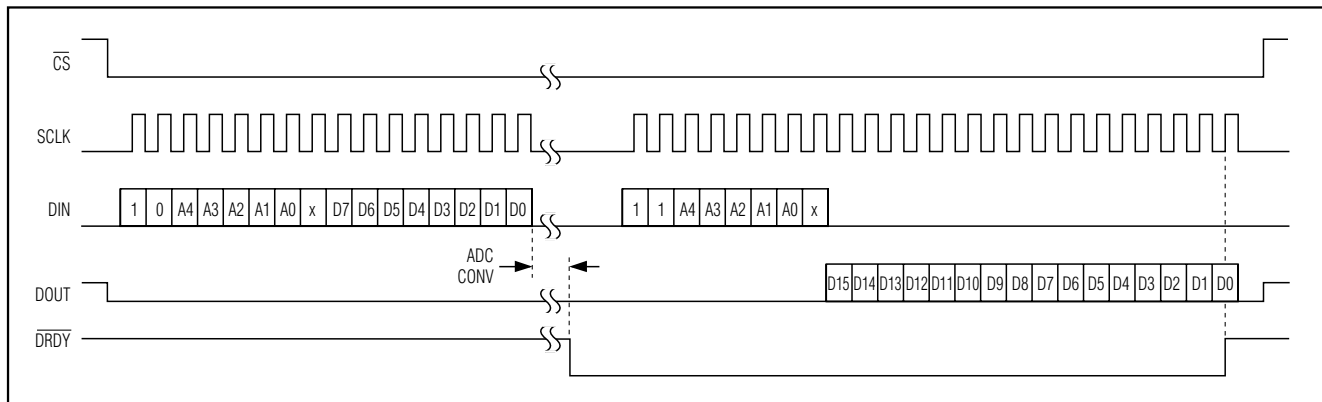 CS
SCLK
DIN
1 0 A4 A3 A2 A1 A0 x D7 D6 D5 D4 D3 D2 D1 D0
1 1 A4 A3 A2 A1 A0 x
ADC
CONV
DOUT
D15 D14 D13 D12 D11 D10 D9 D8 D7 D6 D5 D4 D3 D2 D1 D0
DRDY